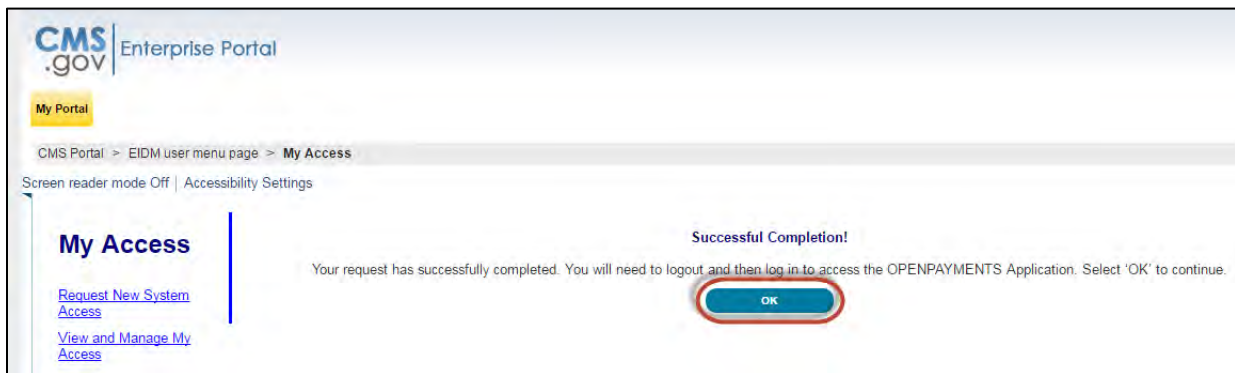 CMS
.gov
Enterprise Portal
My Portal
CMS Portal > EIDM user menu page > My Access
Screen reader mode Off | Accessibility Settings
My Access
Request New System
Access
View and Manage My
Access
Successful Completion!
Your request has successfully completed. You will need to logout and then log in to access the OPENPAYMENTS Application. Select 'OK' to continue.
OK